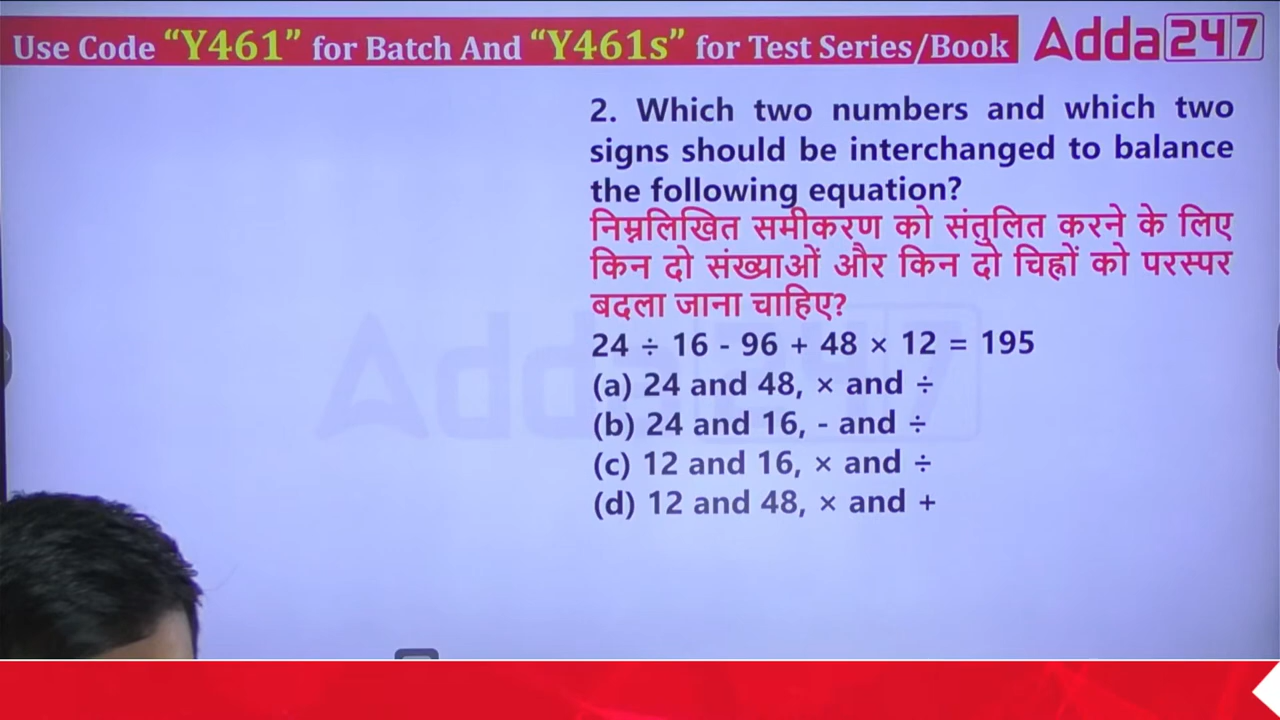 Use Code “Y461” for Batch And “Y461s” for Test Series/Book
Adda247
2. Which two numbers and which two
signs should be interchanged to balance
the following equation?
निम्नलिखित समीकरण को संतुलित करने के लिए
किन दो संख्याओं और किन दो चिह्नों को परस्पर
बदला जाना चाहिए?
24 ÷ 16 - 96 + 48 × 12 = 195
(a) 24 and 48, × and ÷
(b) 24 and 16, - and ÷
(c) 12 and 16, × and ÷
(d) 12 and 48, × and +
Adda247